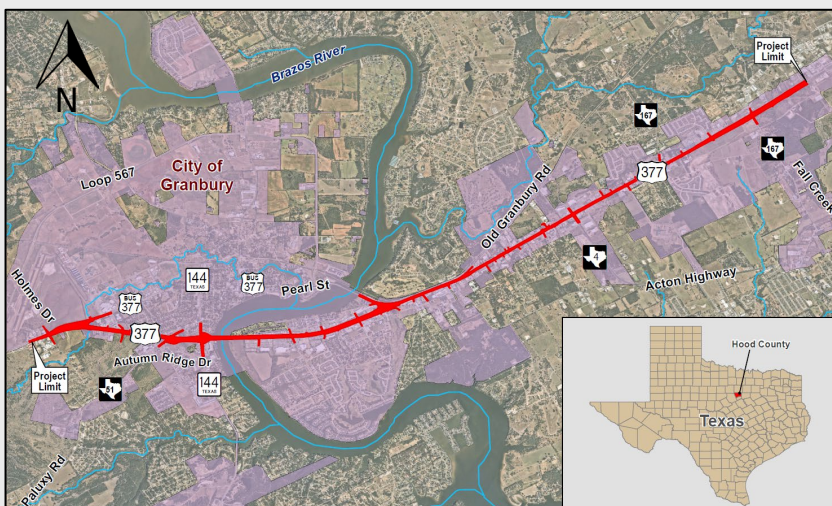 Project
Limit
Brazos River
N
167
City of
Granbury
Loop 567
167
377
Old Granbury Rd
Fall Creek
4
Acton Highway
144
TEXAS
BUS
377
Pearl St
Holmes Dr
BUS
377
377
Autumn Ridge Dr
Project
Limit
51
144
TEXAS
Paluxy Rd
Hood County
Texas